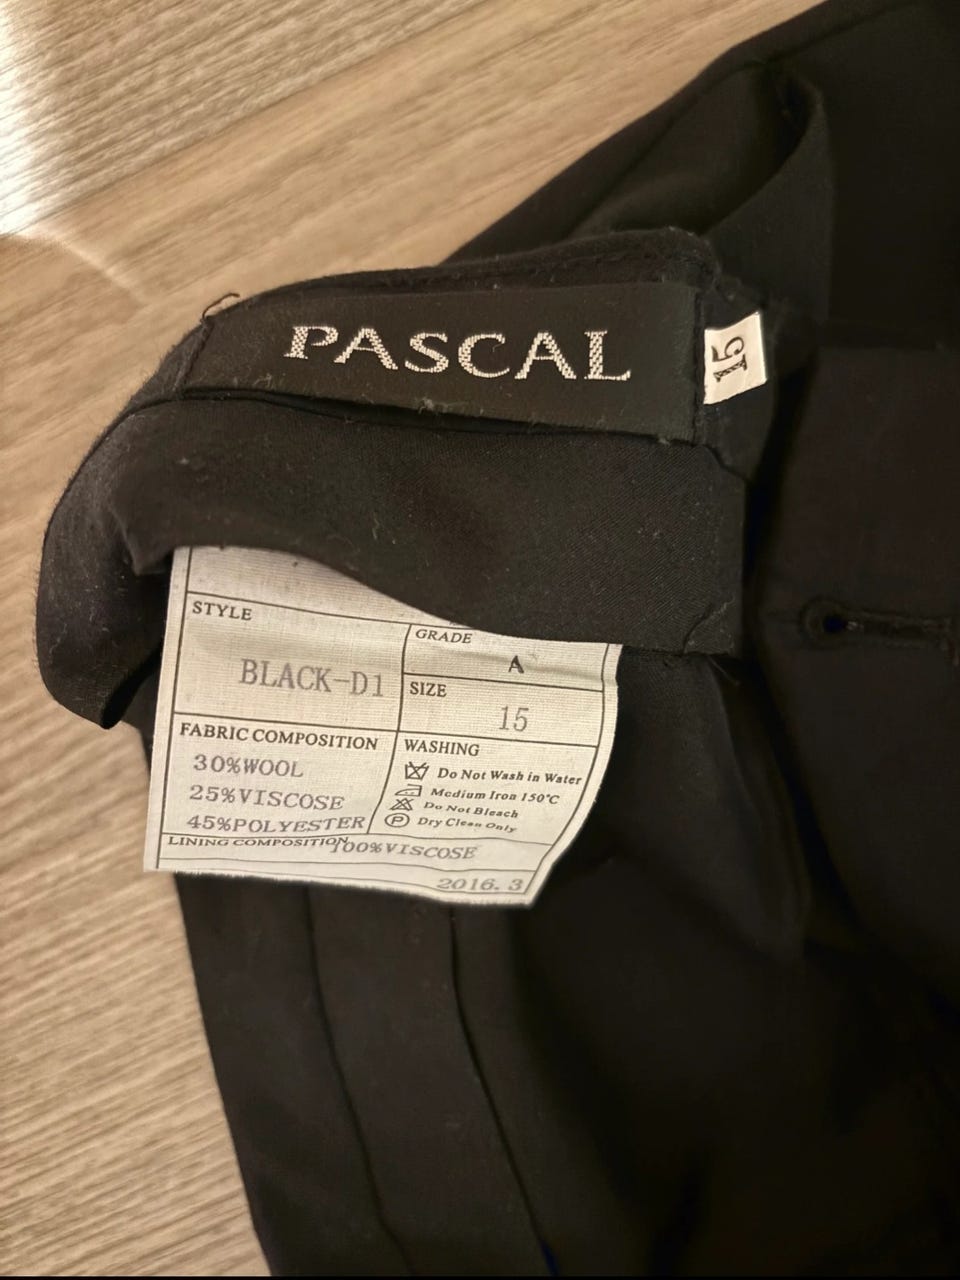 PASCAL
15
STYLE
BLACK-D1
GRADE
A
SIZE
15
FABRIC COMPOSITION
30%WOOL
25%VISCOSE
45%POLYESTER
WASHING
Do Not Wash in Water
Medium Iron 150°C
Do Not Bleach
P Dry Clean Only
LINING COMPOSITION 100%VISCOSE
2016.3